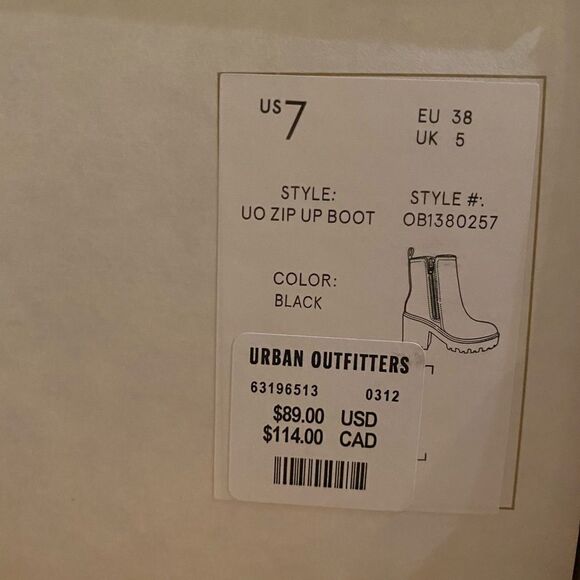 US 7
EU 38
UK 5
STYLE:
UO ZIP UP BOOT
STYLE #:
OB1380257
COLOR:
BLACK
URBAN OUTFITTERS
63196513 0312
$89.00 USD
$114.00 CAD